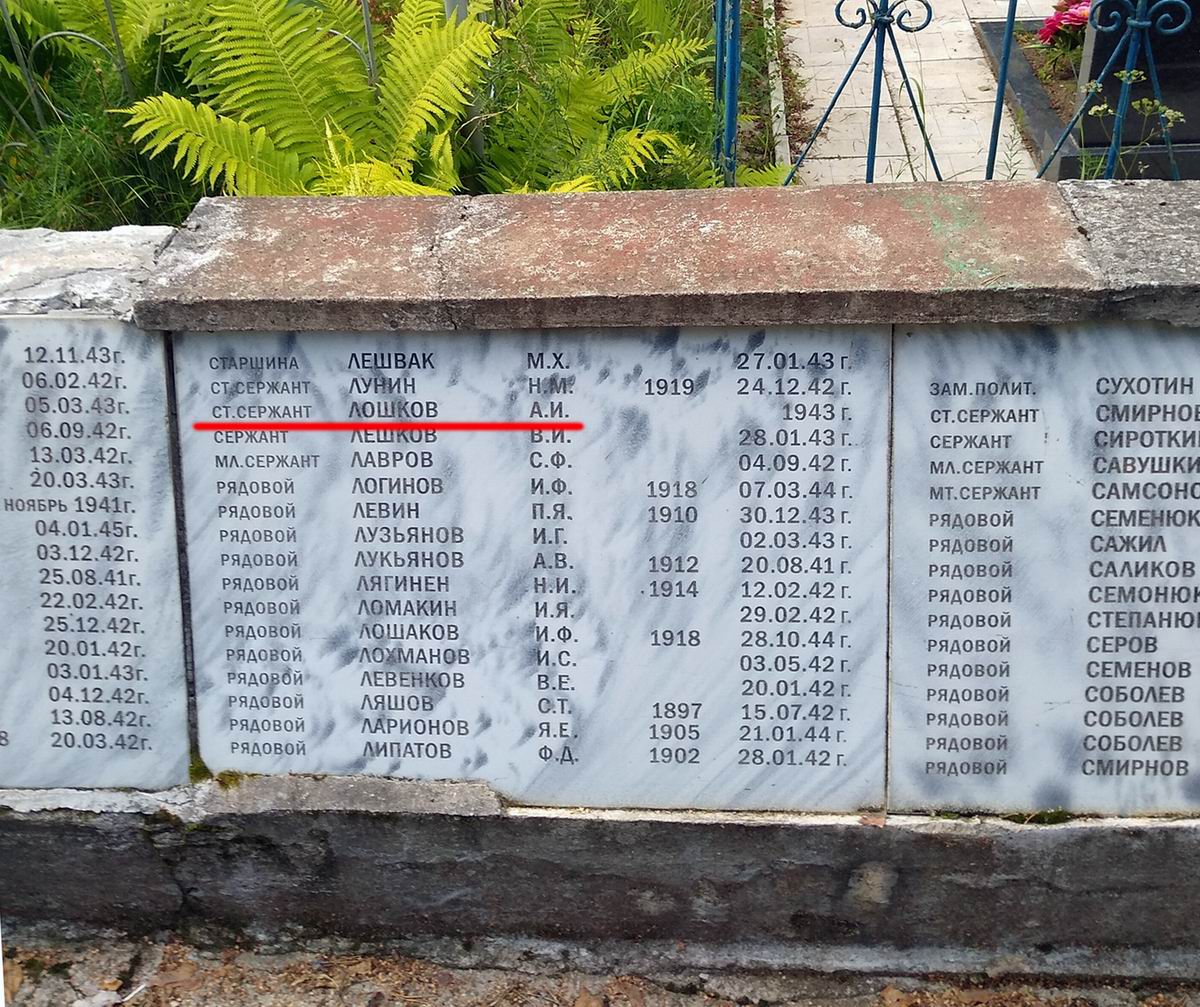 12.11.43г.
06.02.42г.
05.03.43г.
06.09.42г.
13.03.42г.
20.03.43г.
НОЯБРЬ 1941г.
04.01.45г.
03.12.42г.
25.08.41г.
22.02.42г.
25.12.42г.
20.01.42г.
03.01.43г.
04.12.42г.
13.08.42г.
8 20.03.42г.
СТАРШИНА ЛЕШВАК М.Х. 27.01.43 г.
СТ.СЕРЖАНТ ЛУНИН Н.М. 1919 24.12.42 г.
СТ.СЕРЖАНТ ЛОШКОВ А.И. 1943 г.
СЕРЖАНТ ЛЕШКОВ В.И. 28.01.43 г.
МЛ.СЕРЖАНТ ЛАВРОВ С.Ф. 04.09.42 г.
РЯДОВОЙ ЛОГИНОВ И.Ф. 1918 07.03.44 г.
РЯДОВОЙ ЛЕВИН П.Я. 1910 30.12.43 г.
РЯДОВОЙ ЛУЗЬЯНОВ И.Г. 02.03.43 г.
РЯДОВОЙ ЛУКЬЯНОВ А.В. 1912 20.08.41 г.
РЯДОВОЙ ЛЯГИНЕН Н.И. 1914 12.02.42 г.
РЯДОВОЙ ЛОМАКИН И.Я. 29.02.42 г.
РЯДОВОЙ ЛОШАКОВ И.Ф. 1918 28.10.44 г.
РЯДОВОЙ ЛОХМАНОВ И.С. 03.05.42 г.
РЯДОВОЙ ЛЕВЕНКОВ В.Е. 20.01.42 г.
РЯДОВОЙ ЛЯШОВ С.Т. 1897 15.07.42 г.
РЯДОВОЙ ЛАРИОНОВ Я.Е. 1905 21.01.44 г.
РЯДОВОЙ ЛИПАТОВ Ф.Д. 1902 28.01.42 г.
ЗАМ.ПОЛИТ. СУХОТИН
СТ.СЕРЖАНТ СМИРНОВ
СЕРЖАНТ СИРОТКИ
МЛ.СЕРЖАНТ САВУШКИ
МТ.СЕРЖАНТ САМСОНО
РЯДОВОЙ СЕМЕНЮК
РЯДОВОЙ САЖИЛ
РЯДОВОЙ САЛИКОВ
РЯДОВОЙ СЕМОНЮК
РЯДОВОЙ СТЕПАНЮ
РЯДОВОЙ СЕРОВ
РЯДОВОЙ СЕМЕНОВ
РЯДОВОЙ СОБОЛЕВ
РЯДОВОЙ СОБОЛЕВ
РЯДОВОЙ СОБОЛЕВ
РЯДОВОЙ СМИРНОВ